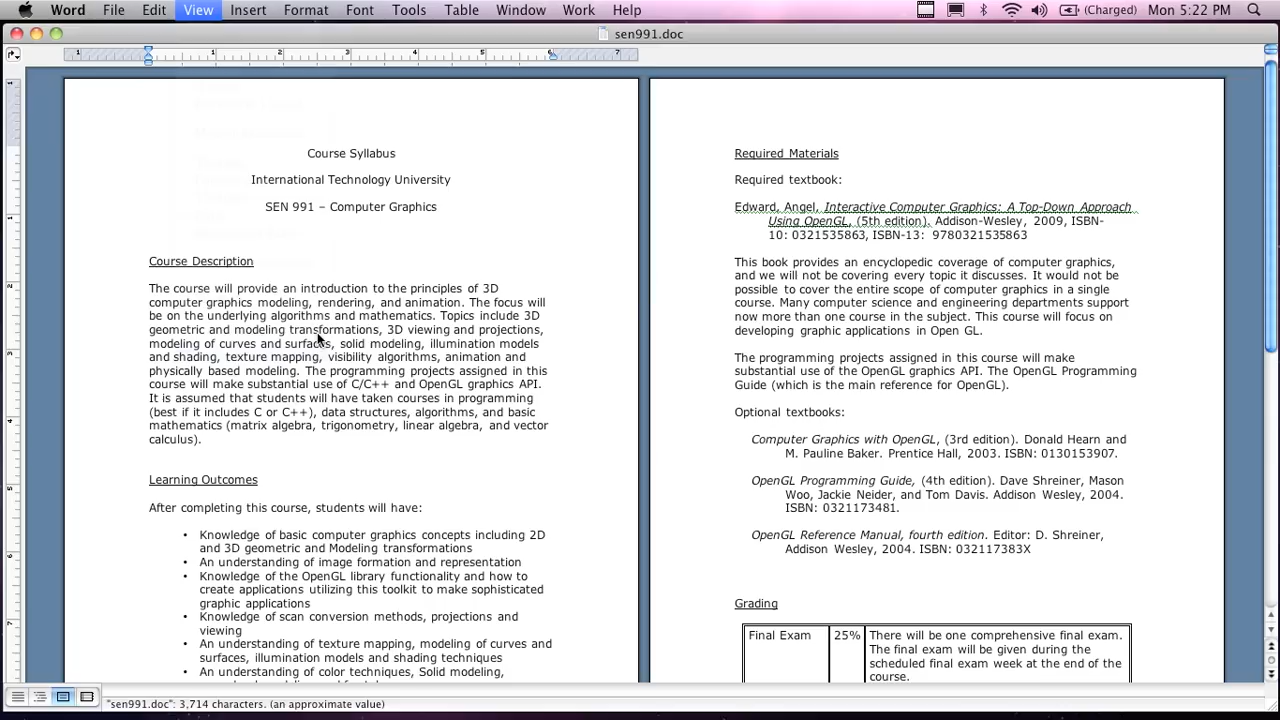 Word File Edit View Insert Format Font Tools Table Window Work Help (Charged) Mon 5:22 PM
sen991.doc
1 1 2 3 4 5 6 7
Course Syllabus
International Technology University
SEN 991 – Computer Graphics
Course Description
The course will provide an introduction to the principles of 3D
computer graphics modeling, rendering, and animation. The focus will
be on the underlying algorithms and mathematics. Topics include 3D
geometric and modeling transformations, 3D viewing and projections,
modeling of curves and surfaces, solid modeling, illumination models
and shading, texture mapping, visibility algorithms, animation and
physically based modeling. The programming projects assigned in this
course will make substantial use of C/C++ and OpenGL graphics API.
It is assumed that students will have taken courses in programming
(best if it includes C or C++), data structures, algorithms, and basic
mathematics (matrix algebra, trigonometry, linear algebra, and vector
calculus).
Learning Outcomes
After completing this course, students will have:
• Knowledge of basic computer graphics concepts including 2D
and 3D geometric and Modeling transformations
• An understanding of image formation and representation
• Knowledge of the OpenGL library functionality and how to
create applications utilizing this toolkit to make sophisticated
graphic applications
• Knowledge of scan conversion methods, projections and
viewing
• An understanding of texture mapping, modeling of curves and
surfaces, illumination models and shading techniques
• An understanding of color techniques, Solid modeling,
Required Materials
Required textbook:
Edward, Angel, Interactive Computer Graphics: A Top-Down Approach
Using OpenGL, (5th edition). Addison-Wesley, 2009, ISBN-
10: 0321535863, ISBN-13: 9780321535863
This book provides an encyclopedic coverage of computer graphics,
and we will not be covering every topic it discusses. It would not be
possible to cover the entire scope of computer graphics in a single
course. Many computer science and engineering departments support
now more than one course in the subject. This course will focus on
developing graphic applications in Open GL.
The programming projects assigned in this course will make
substantial use of the OpenGL graphics API. The OpenGL Programming
Guide (which is the main reference for OpenGL).
Optional textbooks:
Computer Graphics with OpenGL, (3rd edition). Donald Hearn and
M. Pauline Baker. Prentice Hall, 2003. ISBN: 0130153907.
OpenGL Programming Guide, (4th edition). Dave Shreiner, Mason
Woo, Jackie Neider, and Tom Davis. Addison Wesley, 2004.
ISBN: 0321173481.
OpenGL Reference Manual, fourth edition. Editor: D. Shreiner,
Addison Wesley, 2004. ISBN: 032117383X
Grading
Final Exam 25% There will be one comprehensive final exam.
The final exam will be given during the
scheduled final exam week at the end of the
course.
"sen991.doc": 3,714 characters. (an approximate value)